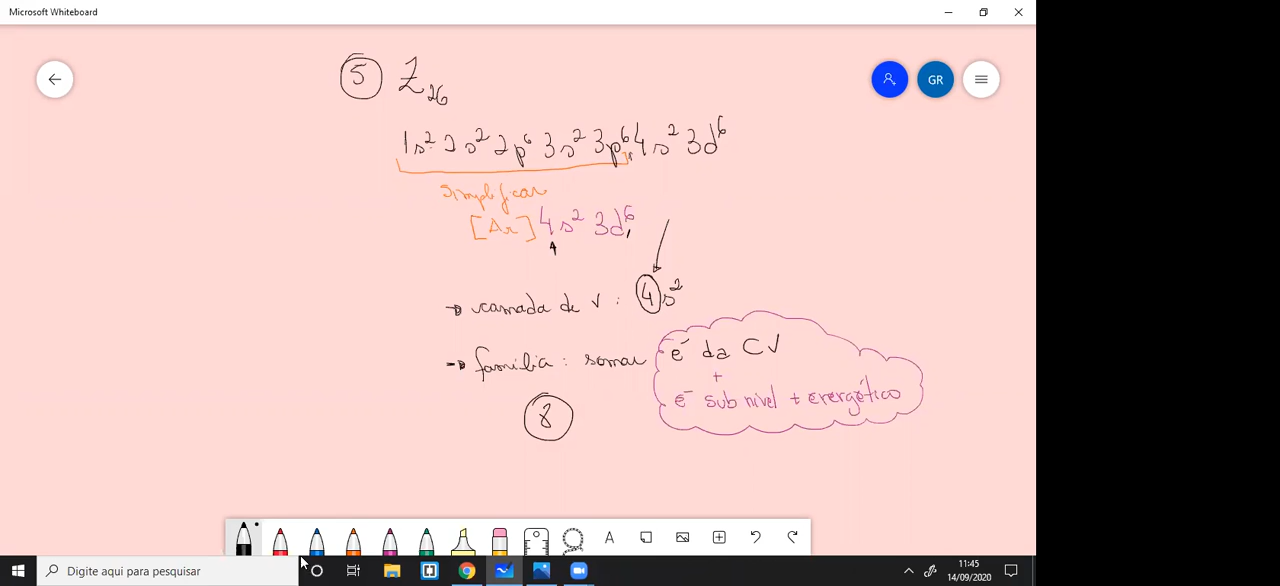 Microsoft Whiteboard
5 Z₂₆
GR
1s² 2s² 2p⁶ 3s² 3p⁶ 4s² 3d⁶
Simplificar
[Ar] 4s² 3d⁶
→ camada de v : 4s²
→ família : somar e⁻ da CV
+
e⁻ subnível + energético
8
A
Digite aqui para pesquisar
11:45
14/09/2020